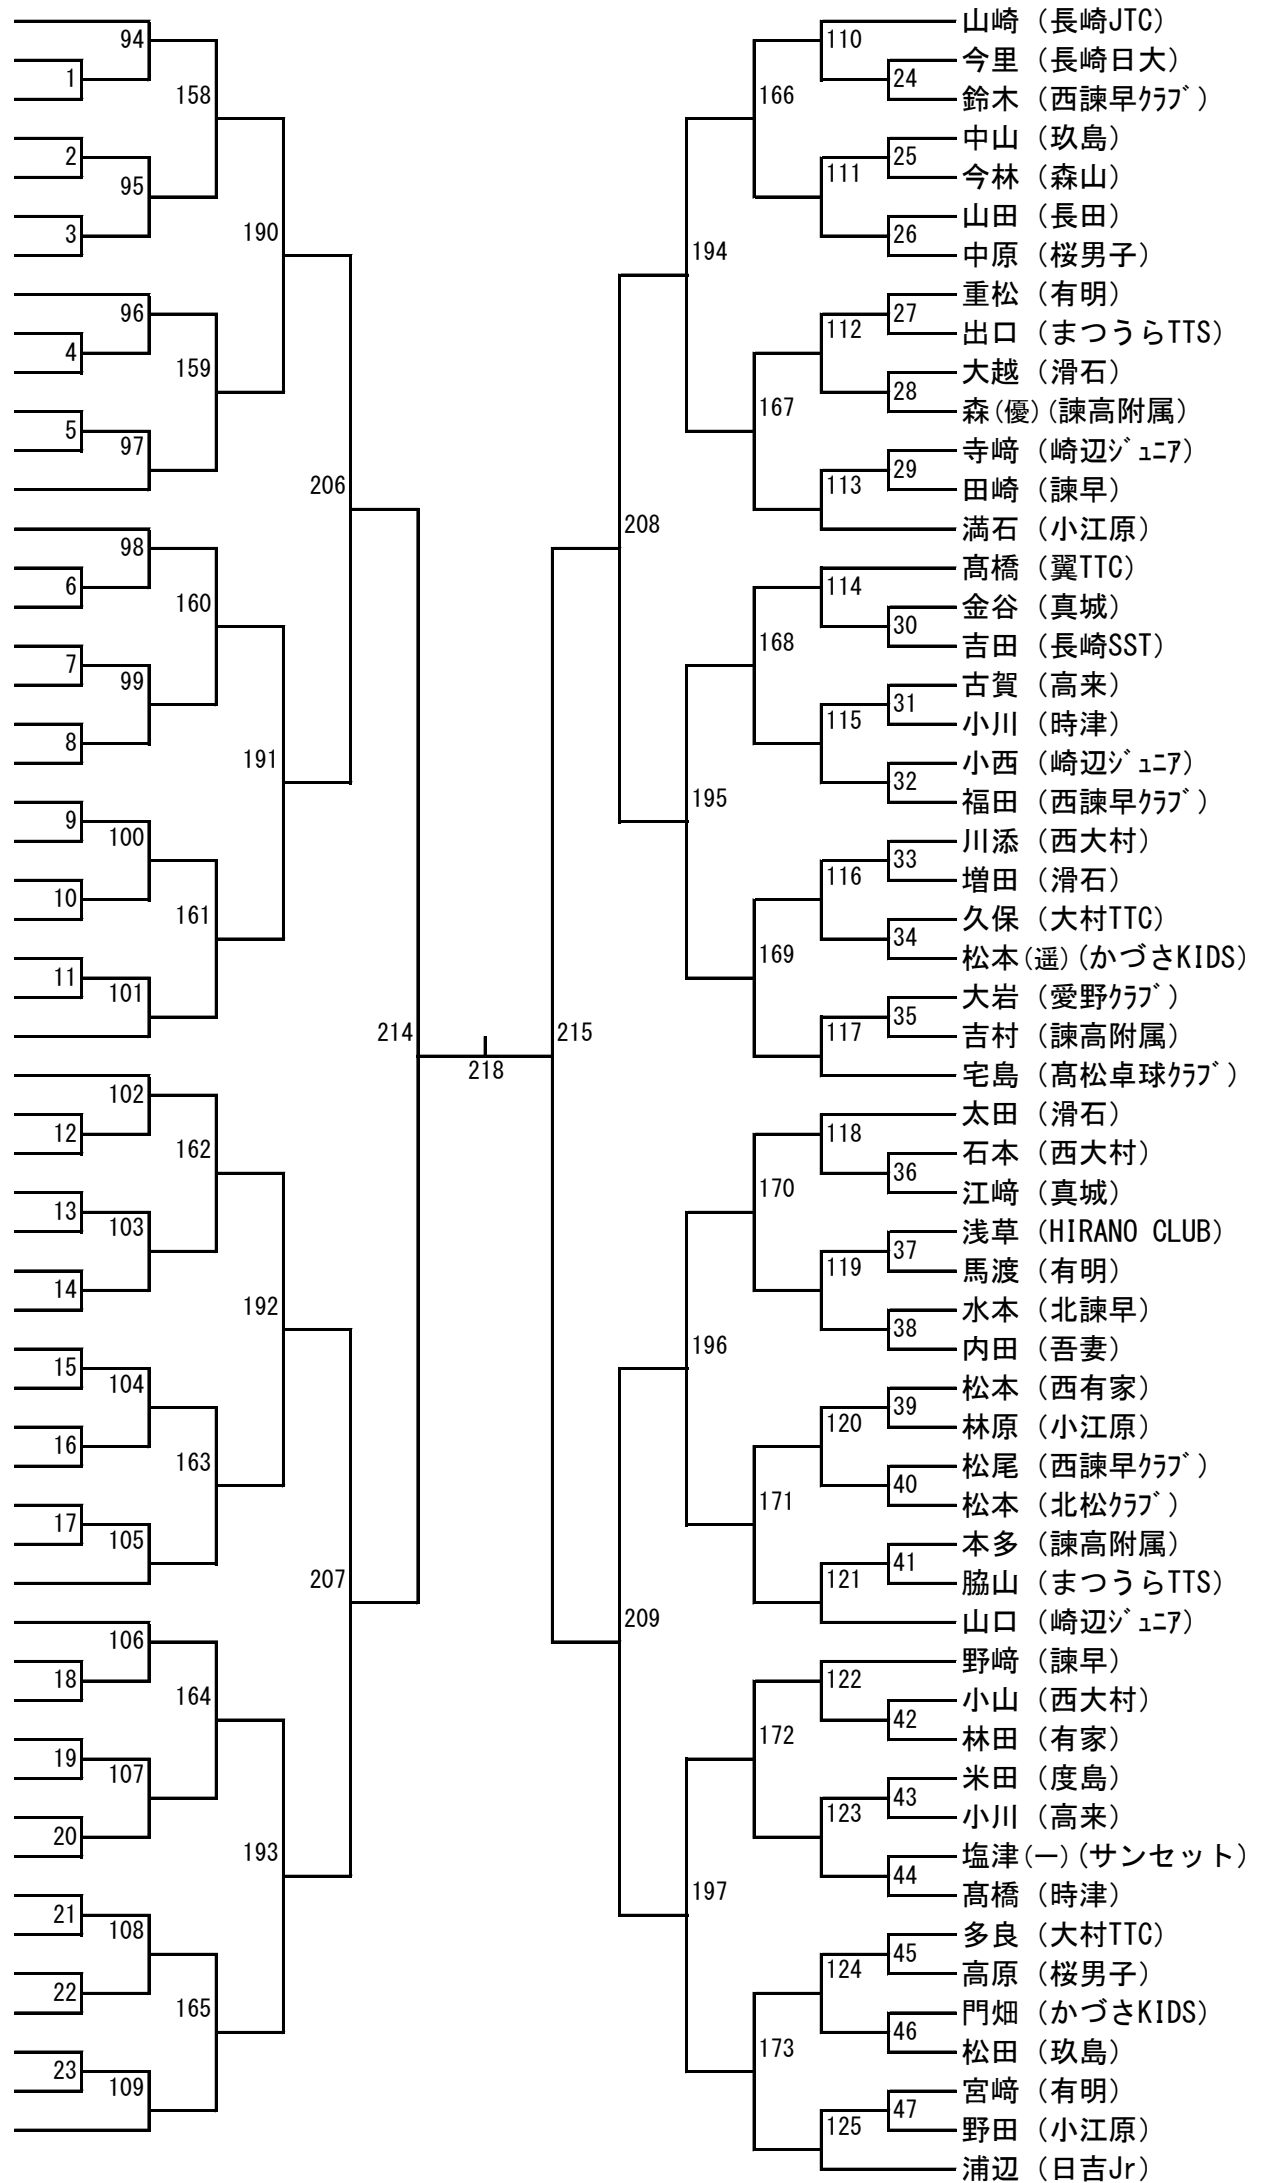 94
1
158
2
95
3
190
96
4
159
5
97
206
98
6
160
7
99
8
191
9
100
10
161
11
101
214
102
12
162
13
103
14
192
15
104
16
163
17
105
207
106
18
164
19
107
20
193
21
108
22
165
23
109
218
215
208
209
194
195
196
197
166
167
168
169
170
171
172
173
110
24
111
25
26
112
27
28
113
29
114
30
115
31
32
116
33
34
117
35
118
36
119
37
38
120
39
40
121
41
122
42
123
43
44
124
45
46
125
47
山崎（長崎JTC）
今里（長崎日大）
鈴木（西諫早ｸﾗﾌﾞ）
中山（玖島）
今林（森山）
山田（長田）
中原（桜男子）
重松（有明）
出口（まつうらTTS）
大越（滑石）
森(優)(諫高附属）
寺﨑（崎辺ｼﾞｭﾆｱ）
田崎（諫早）
満石（小江原）
髙橋（翼TTC）
金谷（真城）
吉田（長崎SST）
古賀（高来）
小川（時津）
小西（崎辺ｼﾞｭﾆｱ）
福田（西諫早ｸﾗﾌﾞ）
川添（西大村）
増田（滑石）
久保（大村TTC）
松本(遥)(かづさKIDS）
大岩（愛野ｸﾗﾌﾞ）
吉村（諫高附属）
宅島（髙松卓球ｸﾗﾌﾞ）
太田（滑石）
石本（西大村）
江﨑（真城）
浅草（HIRANO CLUB）
馬渡（有明）
水本（北諫早）
内田（吾妻）
松本（西有家）
林原（小江原）
松尾（西諫早ｸﾗﾌﾞ）
松本（北松ｸﾗﾌﾞ）
本多（諫高附属）
脇山（まつうらTTS）
山口（崎辺ｼﾞｭﾆｱ）
野﨑（諫早）
小山（西大村）
林田（有家）
米田（度島）
小川（高来）
塩津(一)(サンセット）
髙橋（時津）
多良（大村TTC）
高原（桜男子）
門畑（かづさKIDS）
松田（玖島）
宮﨑（有明）
野田（小江原）
浦辺（日吉Jr）